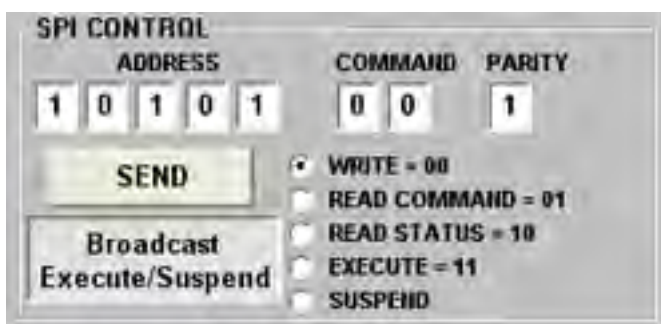 SPI CONTROL
ADDRESS COMMAND PARITY
1 0 1 0 1 0 0 1
SEND
WRITE = 00
READ COMMAND = 01
READ STATUS = 10
Broadcast
Execute/Suspend
EXECUTE = 11
SUSPEND